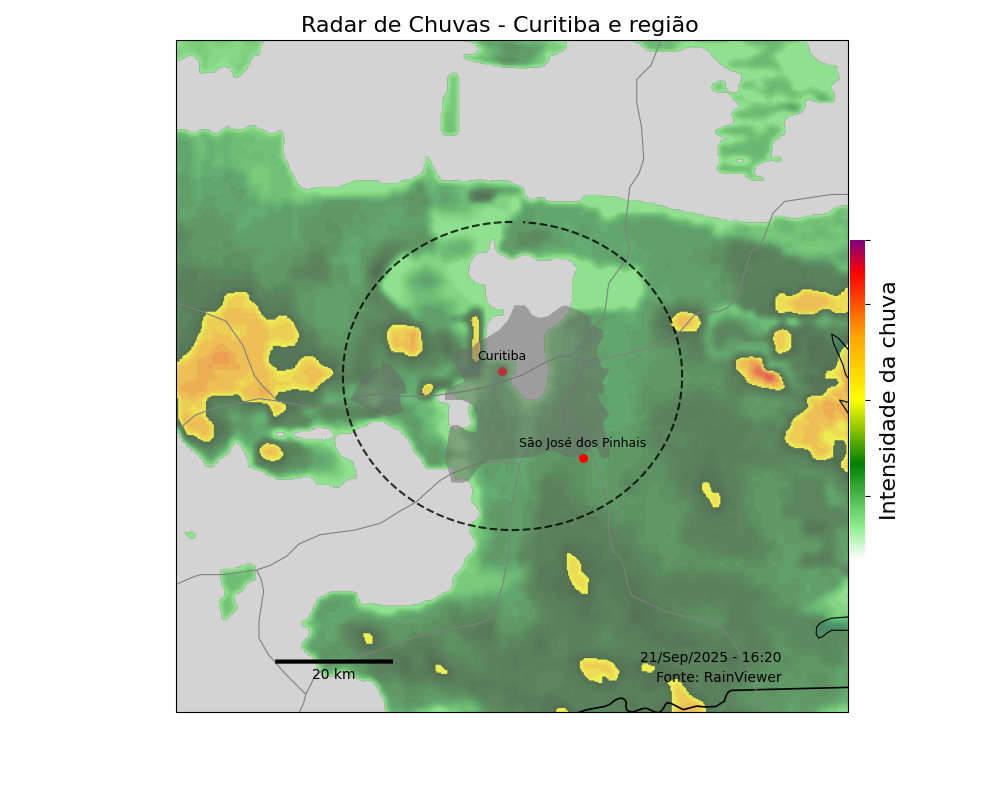 Radar de Chuvas - Curitiba e região
Curitiba
São José dos Pinhais
Intensidade da chuva
21/Sep/2025 - 16:20
Fonte: RainViewer
20 km